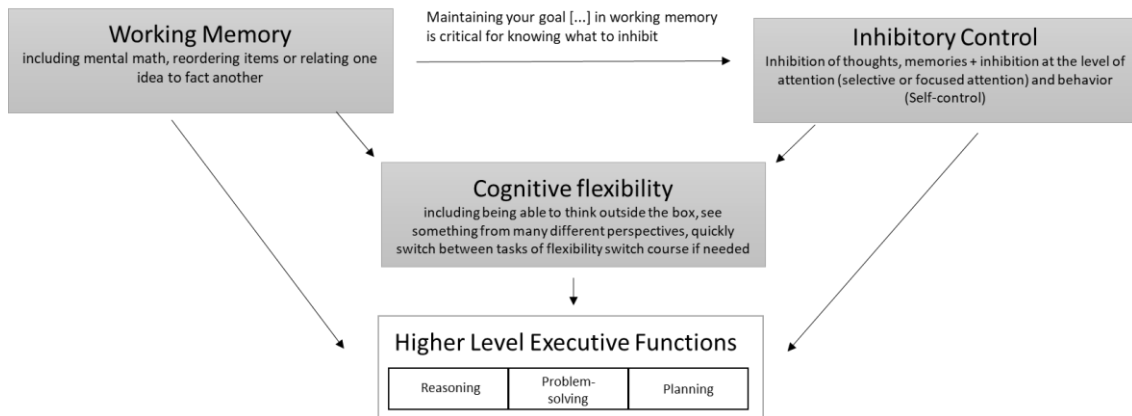 Working Memory
including mental math, reordering items or relating one
idea to fact another
Maintaining your goal [...] in working memory
is critical for knowing what to inhibit
Inhibitory Control
Inhibition of thoughts, memories + inhibition at the level of
attention (selective or focused attention) and behavior
(Self-control)
Cognitive flexibility
including being able to think outside the box, see
something from many different perspectives, quickly
switch between tasks of flexibility switch course if needed
Higher Level Executive Functions
Reasoning
Problem-
solving
Planning